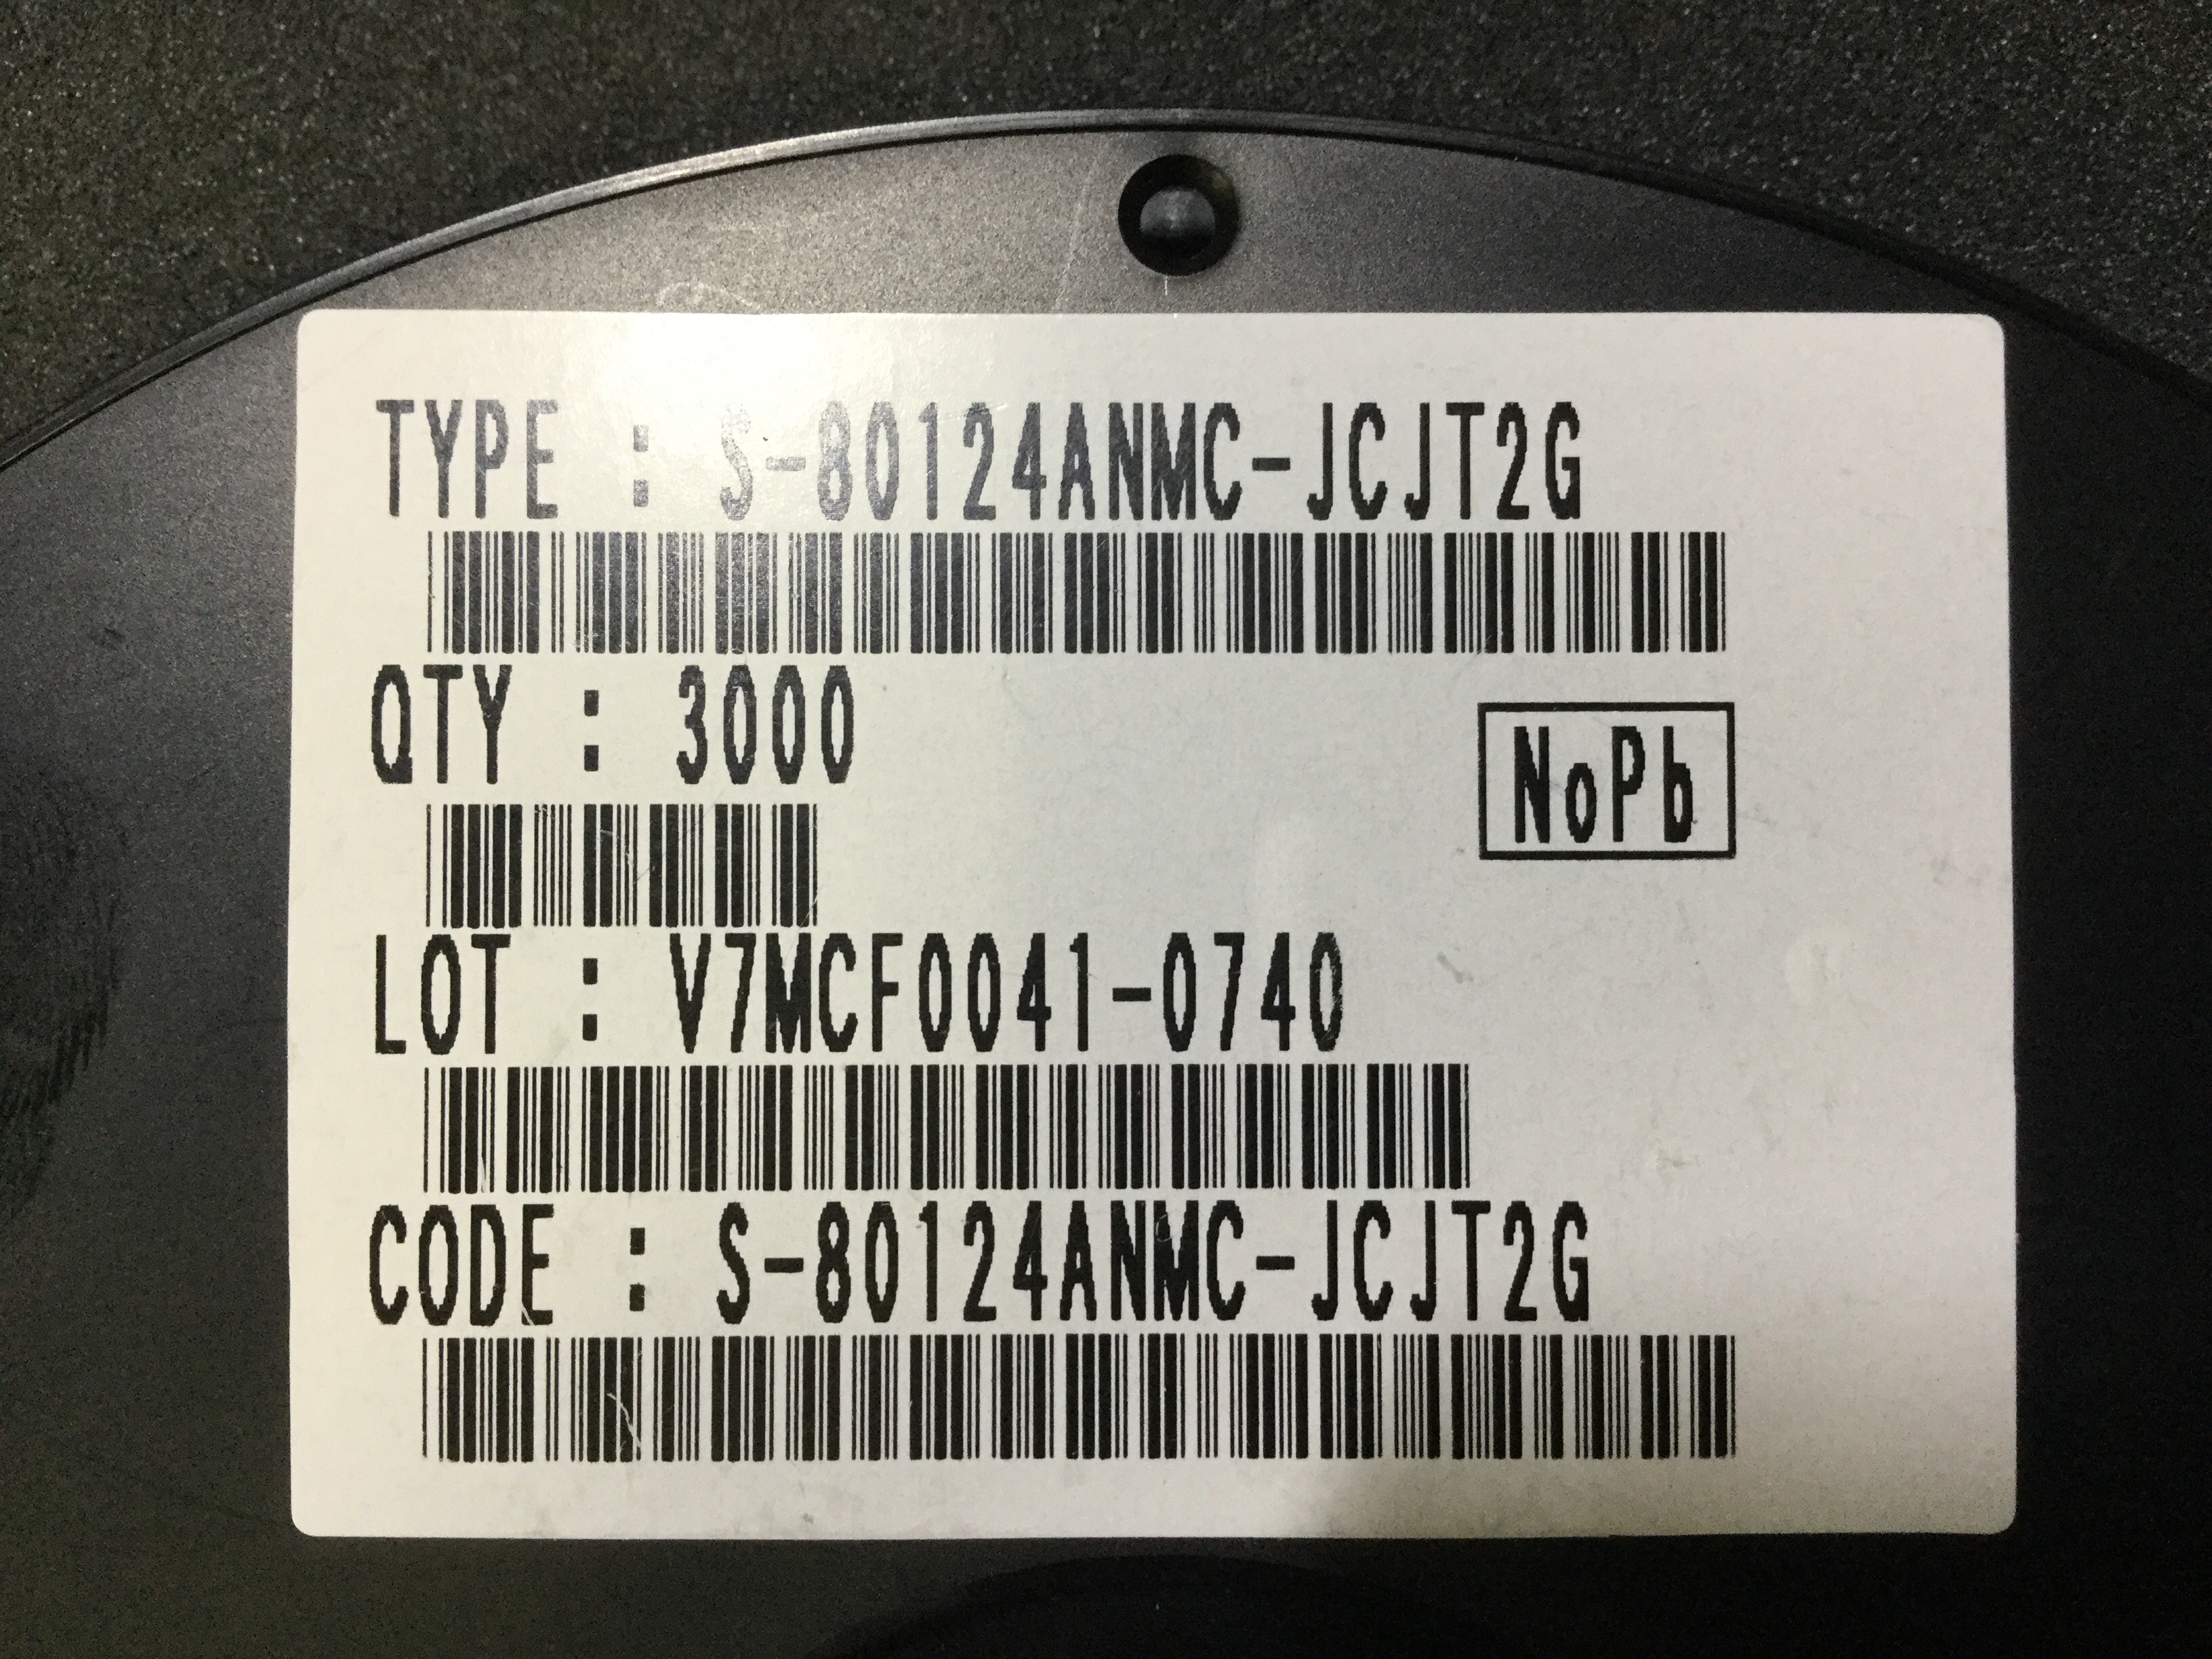 TYPE : S-80124ANMC-JCJT2G
QTY : 3000
NoPb
LOT : V7MCF0041-0740
CODE : S-80124ANMC-JCJT2G